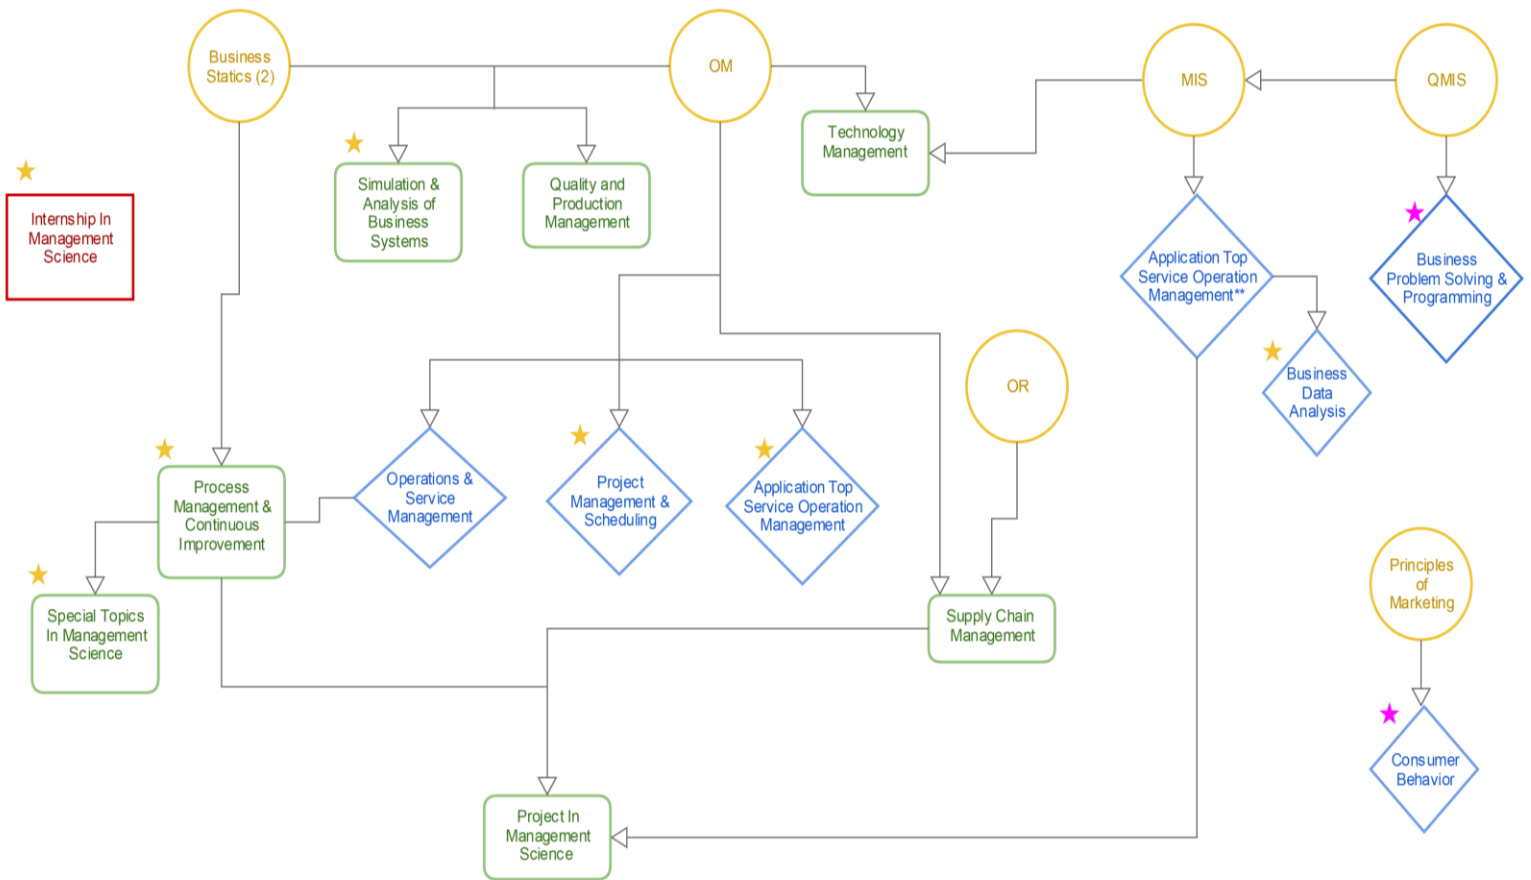 Business
Statics (2)
OM
MIS
QMIS
Technology
Management
Simulation &
Analysis of
Business
Systems
Quality and
Production
Management
Internship In
Management
Science
Application Top
Service Operation
Management**
Business
Problem Solving &
Programming
Business
Data
Analysis
OR
Process
Management &
Continuous
Improvement
Operations &
Service
Management
Project
Management &
Scheduling
Application Top
Service Operation
Management
Special Topics
In Management
Science
Supply Chain
Management
Principles
of
Marketing
Consumer
Behavior
Project In
Management
Science